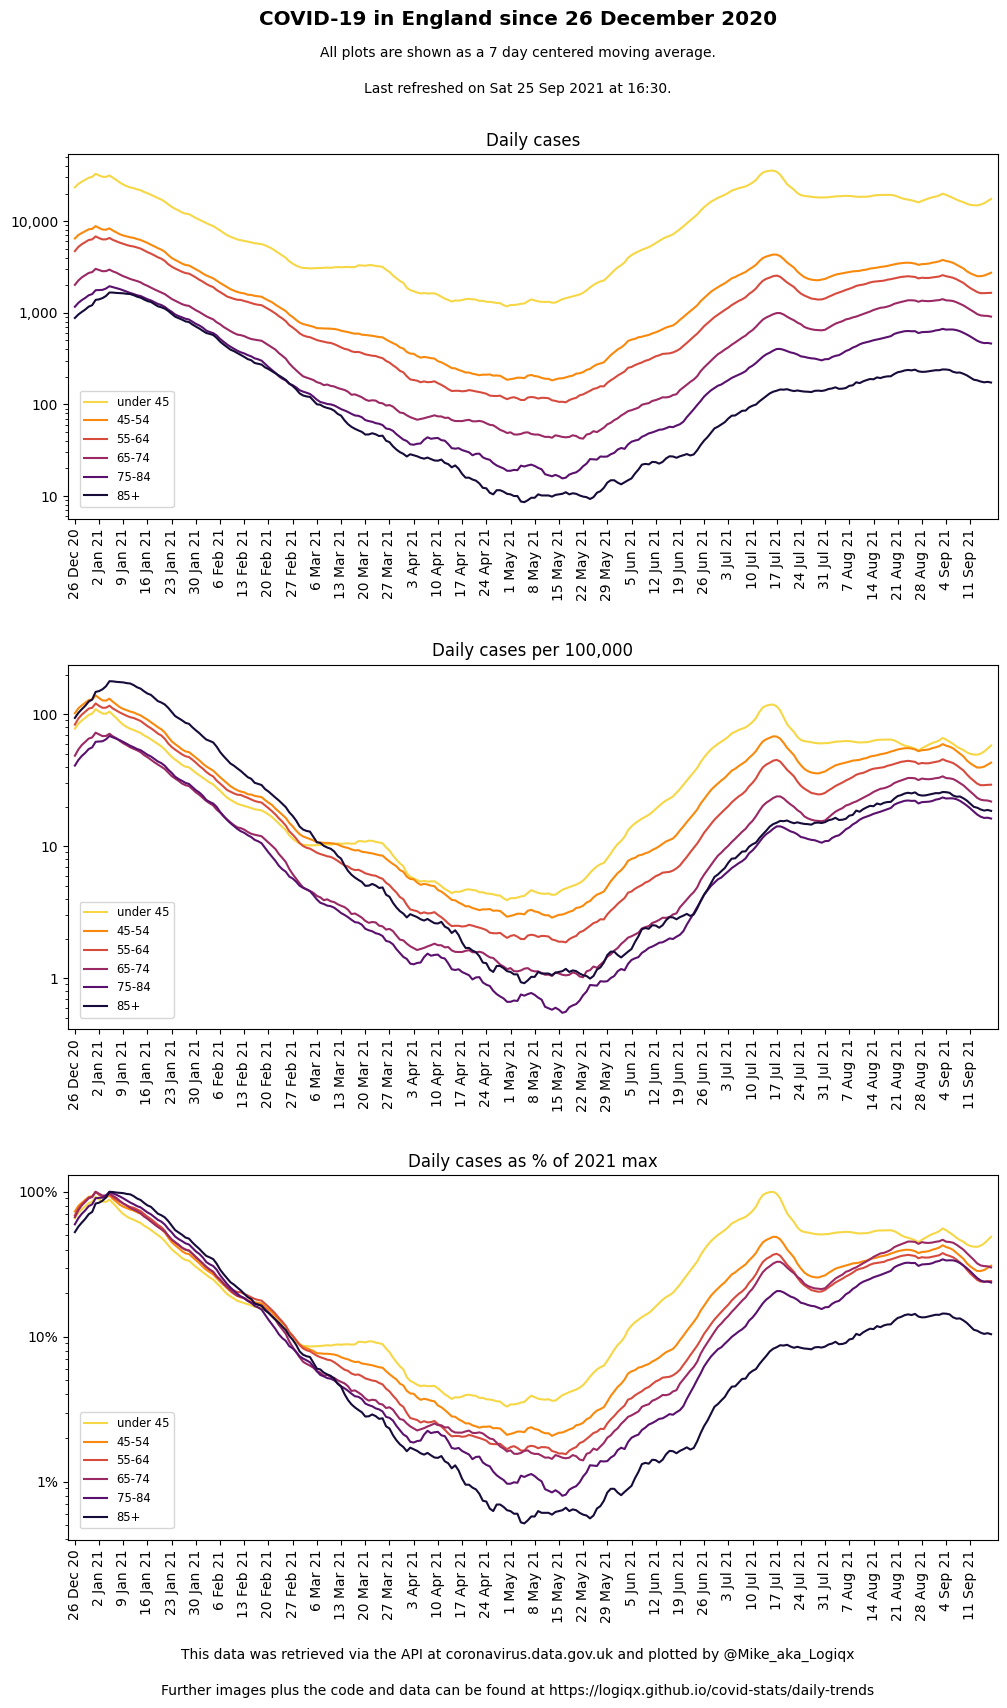 COVID-19 in England since 26 December 2020
All plots are shown as a 7 day centered moving average.
Last refreshed on Sat 25 Sep 2021 at 16:30.
Daily cases
10,000
1,000
100
10
under 45
45-54
55-64
65-74
75-84
85+
26 Dec 20
2 Jan 21
9 Jan 21
16 Jan 21
23 Jan 21
30 Jan 21
6 Feb 21
13 Feb 21
20 Feb 21
27 Feb 21
6 Mar 21
13 Mar 21
20 Mar 21
27 Mar 21
3 Apr 21
10 Apr 21
17 Apr 21
24 Apr 21
1 May 21
8 May 21
15 May 21
22 May 21
29 May 21
5 Jun 21
12 Jun 21
19 Jun 21
26 Jun 21
3 Jul 21
10 Jul 21
17 Jul 21
24 Jul 21
31 Jul 21
7 Aug 21
14 Aug 21
21 Aug 21
28 Aug 21
4 Sep 21
11 Sep 21
Daily cases per 100,000
100
10
1
under 45
45-54
55-64
65-74
75-84
85+
26 Dec 20
2 Jan 21
9 Jan 21
16 Jan 21
23 Jan 21
30 Jan 21
6 Feb 21
13 Feb 21
20 Feb 21
27 Feb 21
6 Mar 21
13 Mar 21
20 Mar 21
27 Mar 21
3 Apr 21
10 Apr 21
17 Apr 21
24 Apr 21
1 May 21
8 May 21
15 May 21
22 May 21
29 May 21
5 Jun 21
12 Jun 21
19 Jun 21
26 Jun 21
3 Jul 21
10 Jul 21
17 Jul 21
24 Jul 21
31 Jul 21
7 Aug 21
14 Aug 21
21 Aug 21
28 Aug 21
4 Sep 21
11 Sep 21
Daily cases as % of 2021 max
100%
10%
1%
under 45
45-54
55-64
65-74
75-84
85+
26 Dec 20
2 Jan 21
9 Jan 21
16 Jan 21
23 Jan 21
30 Jan 21
6 Feb 21
13 Feb 21
20 Feb 21
27 Feb 21
6 Mar 21
13 Mar 21
20 Mar 21
27 Mar 21
3 Apr 21
10 Apr 21
17 Apr 21
24 Apr 21
1 May 21
8 May 21
15 May 21
22 May 21
29 May 21
5 Jun 21
12 Jun 21
19 Jun 21
26 Jun 21
3 Jul 21
10 Jul 21
17 Jul 21
24 Jul 21
31 Jul 21
7 Aug 21
14 Aug 21
21 Aug 21
28 Aug 21
4 Sep 21
11 Sep 21
This data was retrieved via the API at coronavirus.data.gov.uk and plotted by @Mike_aka_Logiqx
Further images plus the code and data can be found at https://logiqx.github.io/covid-stats/daily-trends